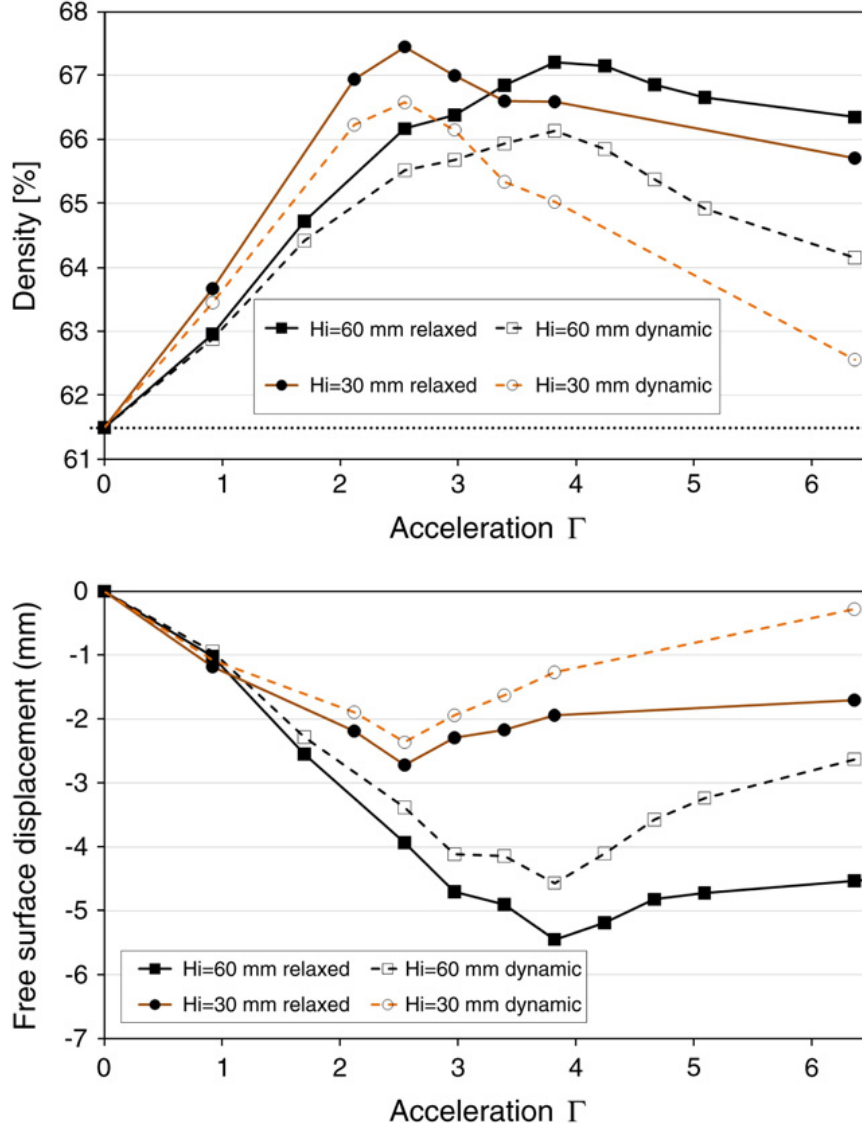 68
67
66
65
64
63
62
61
Density [%]
Hi=60 mm relaxed
Hi=60 mm dynamic
Hi=30 mm relaxed
Hi=30 mm dynamic
0 1 2 3 4 5 6
Acceleration Γ
0
-1
-2
-3
-4
-5
-6
-7
Free surface displacement (mm)
Hi=60 mm relaxed
Hi=60 mm dynamic
Hi=30 mm relaxed
Hi=30 mm dynamic
0 1 2 3 4 5 6
Acceleration Γ